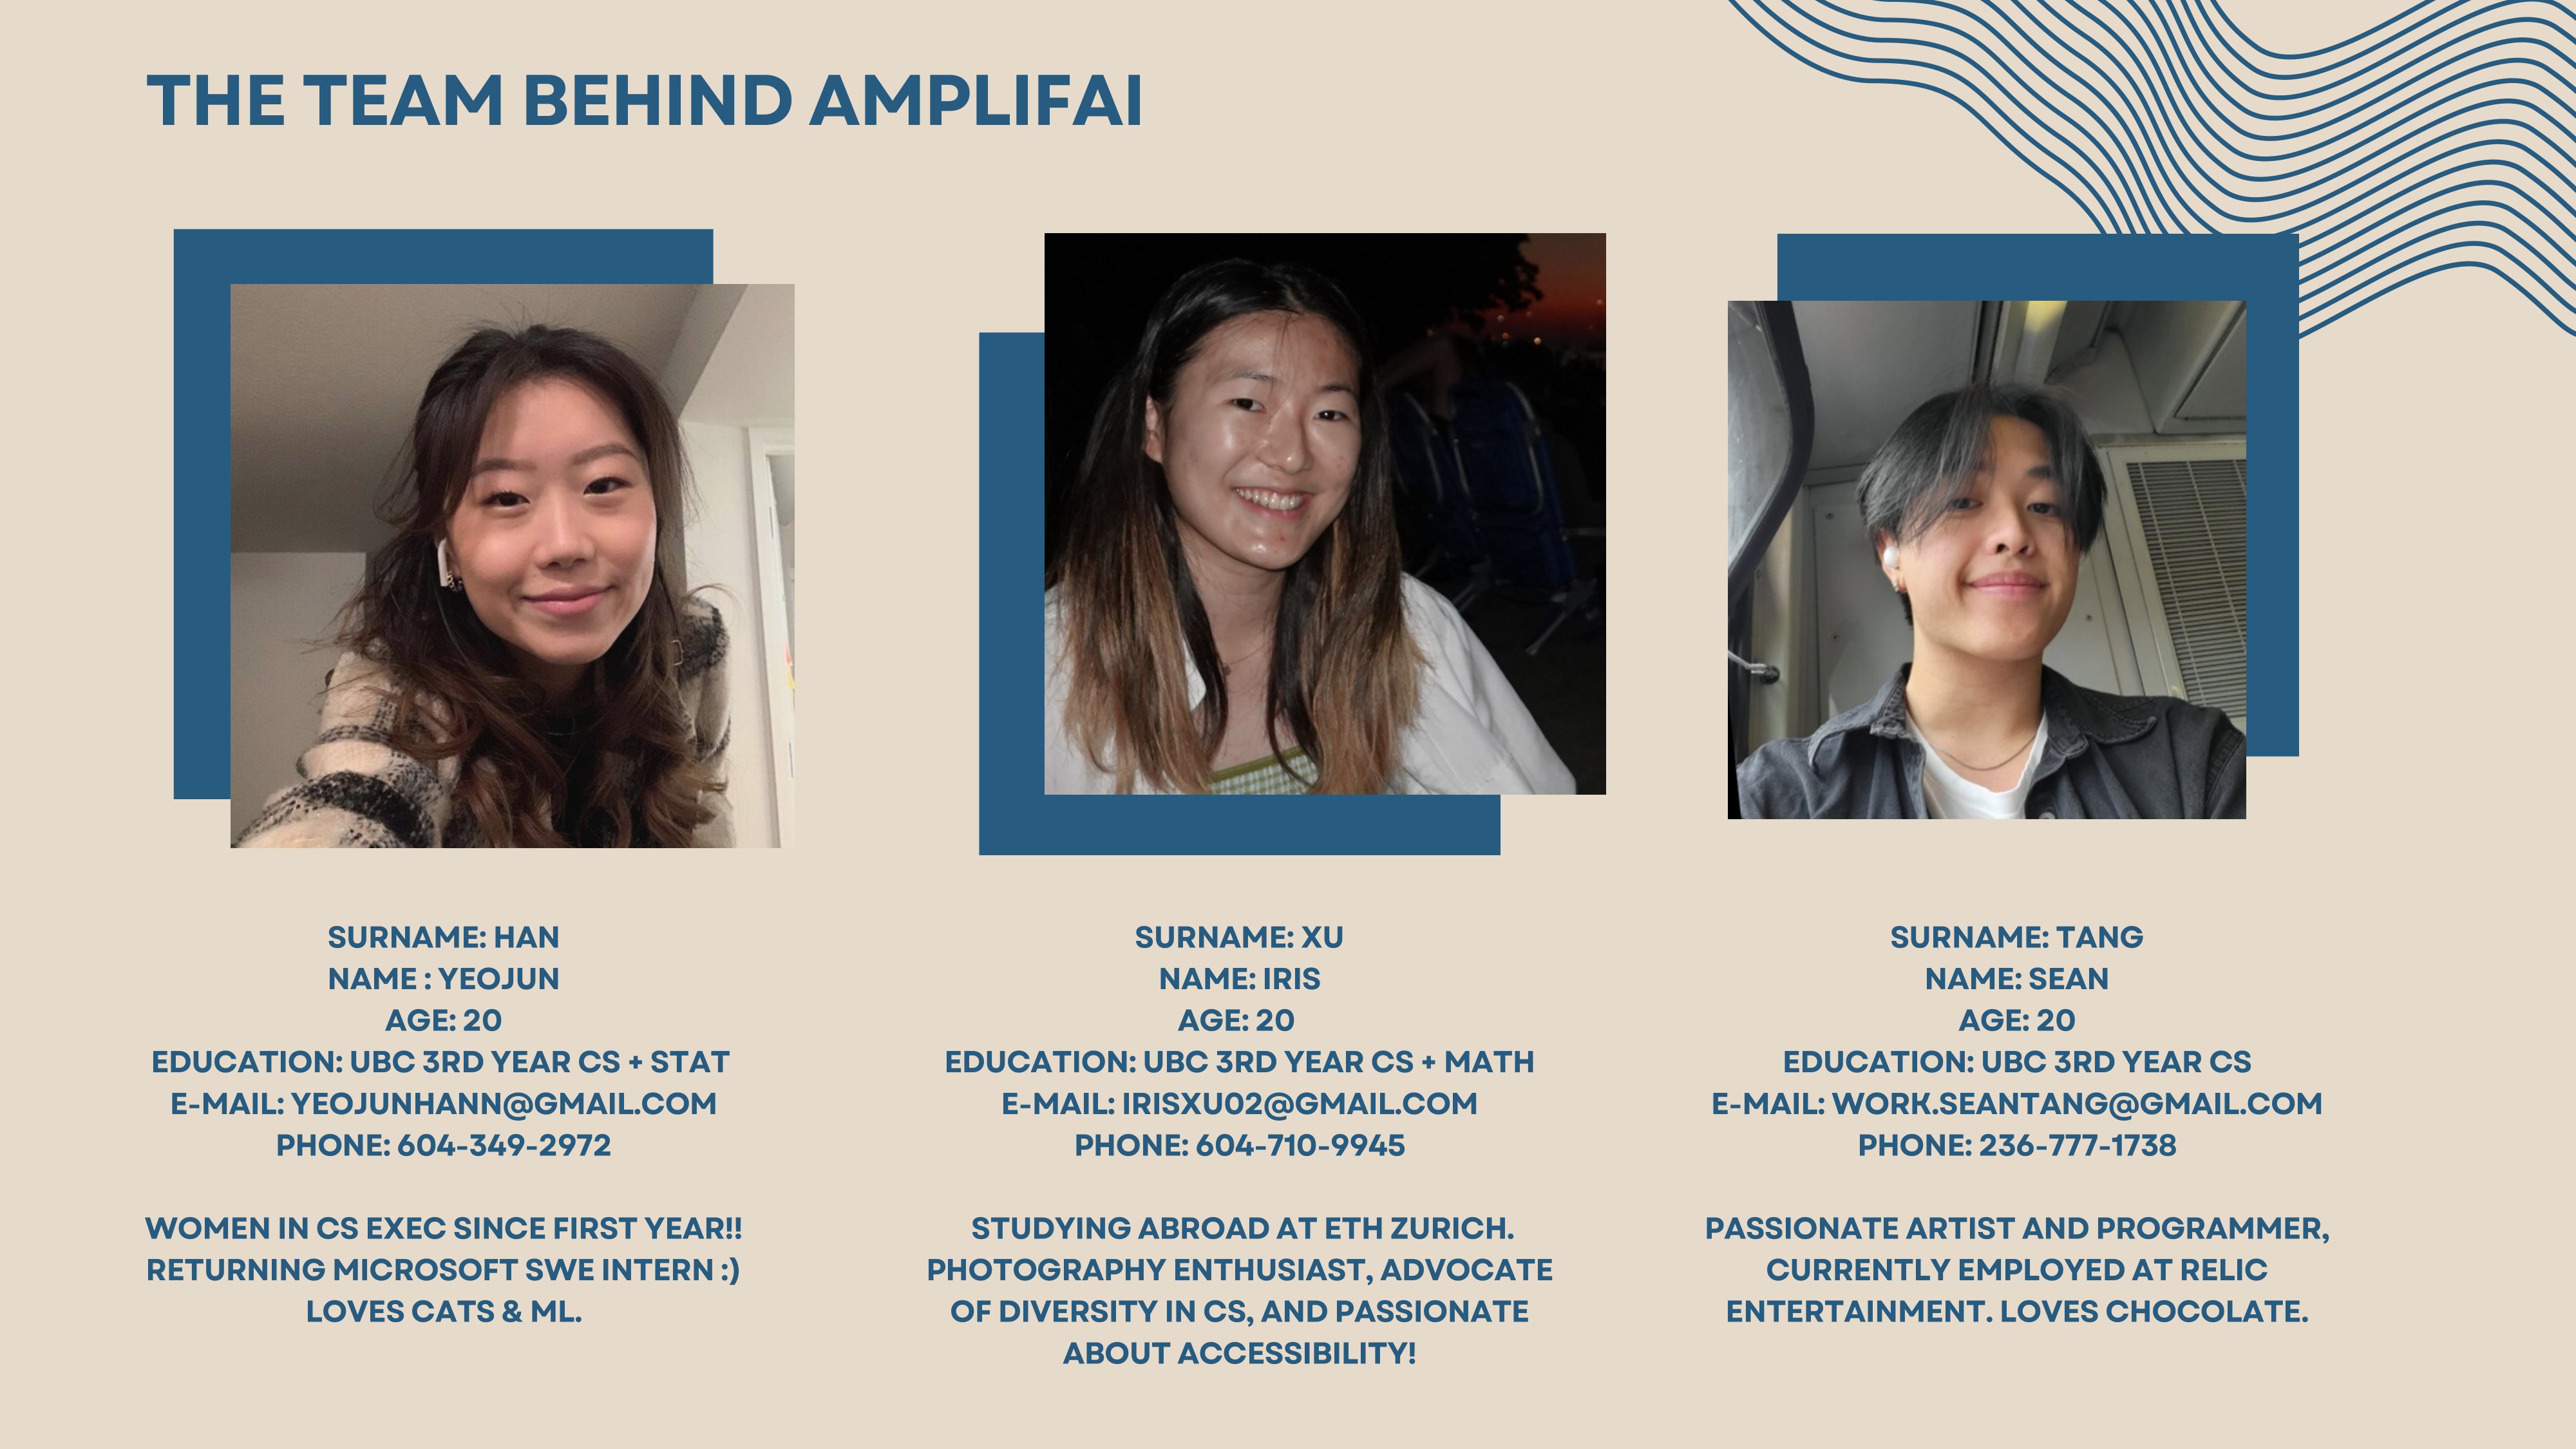 THE TEAM BEHIND AMPLIFAI
SURNAME: HAN
NAME : YEOJUN
AGE: 20
EDUCATION: UBC 3RD YEAR CS + STAT
E-MAIL: YEOJUNHANN@GMAIL.COM
PHONE: 604-349-2972
WOMEN IN CS EXEC SINCE FIRST YEAR!!
RETURNING MICROSOFT SWE INTERN :)
LOVES CATS & ML.
SURNAME: XU
NAME: IRIS
AGE: 20
EDUCATION: UBC 3RD YEAR CS + MATH
E-MAIL: IRISXU02@GMAIL.COM
PHONE: 604-710-9945
STUDYING ABROAD AT ETH ZURICH.
PHOTOGRAPHY ENTHUSIAST, ADVOCATE
OF DIVERSITY IN CS, AND PASSIONATE
ABOUT ACCESSIBILITY!
SURNAME: TANG
NAME: SEAN
AGE: 20
EDUCATION: UBC 3RD YEAR CS
E-MAIL: WORK.SEANTANG@GMAIL.COM
PHONE: 236-777-1738
PASSIONATE ARTIST AND PROGRAMMER,
CURRENTLY EMPLOYED AT RELIC
ENTERTAINMENT. LOVES CHOCOLATE.